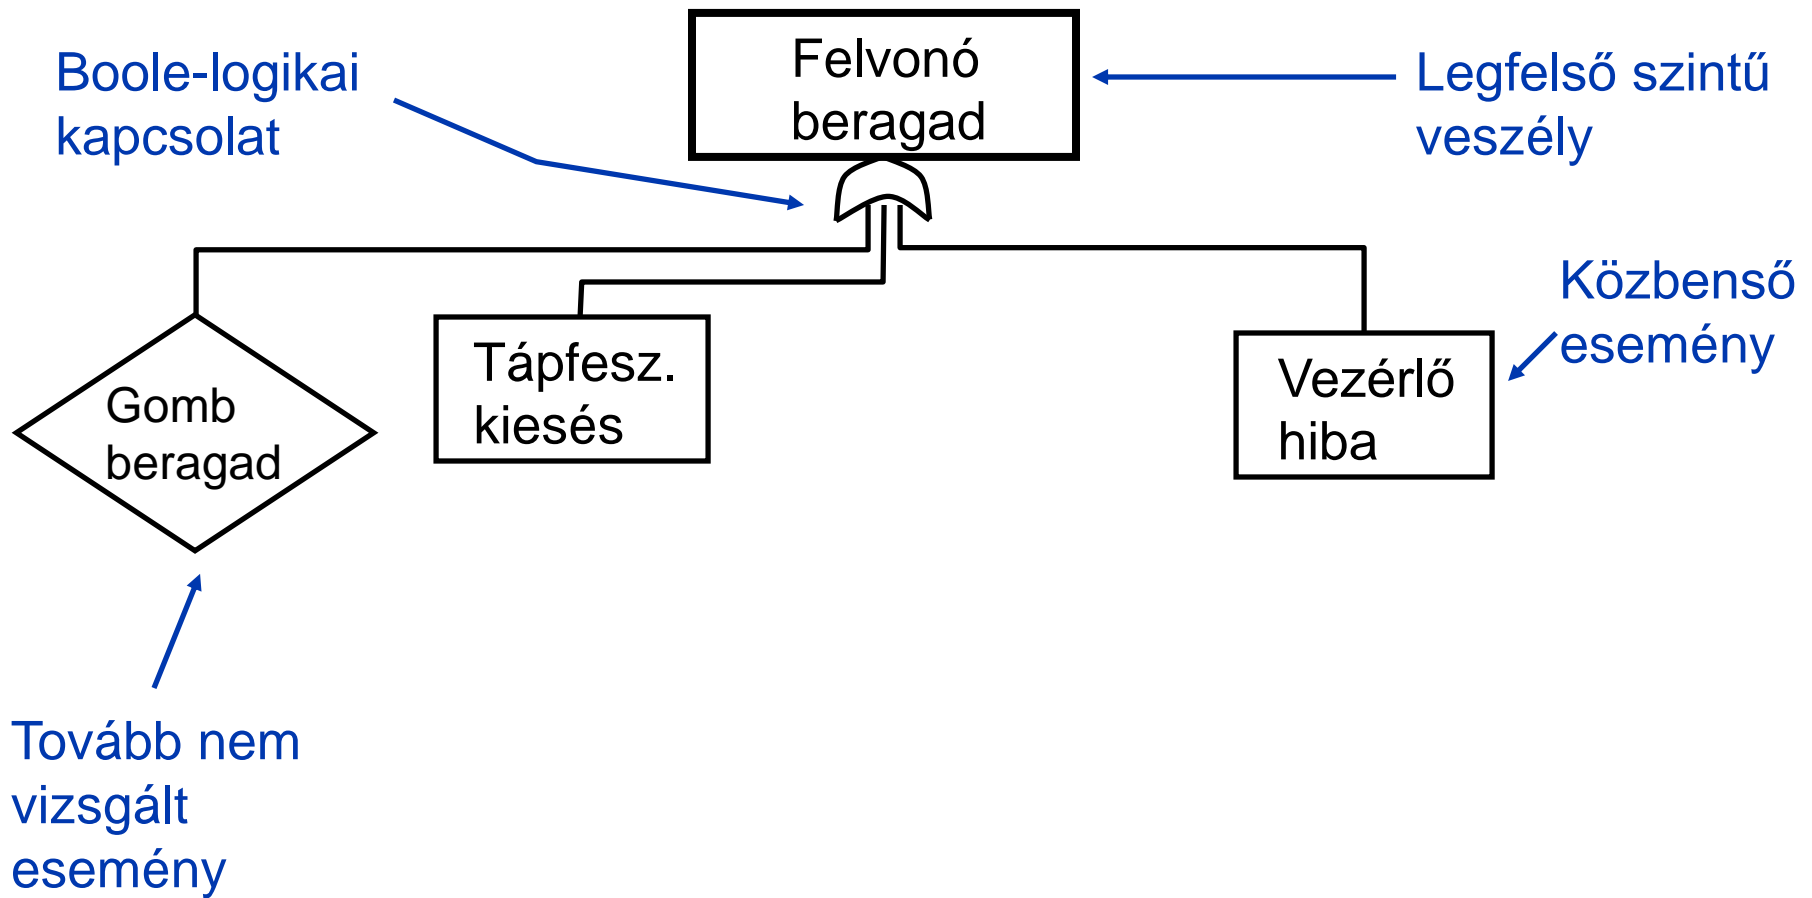 Boole-logikai
kapcsolat
Felvonó
beragad
Legfelső szintű
veszély
Közbenső
esemény
Gomb
beragad
Tápfesz.
kiesés
Vezérlő
hiba
Tovább nem
vizsgált
esemény